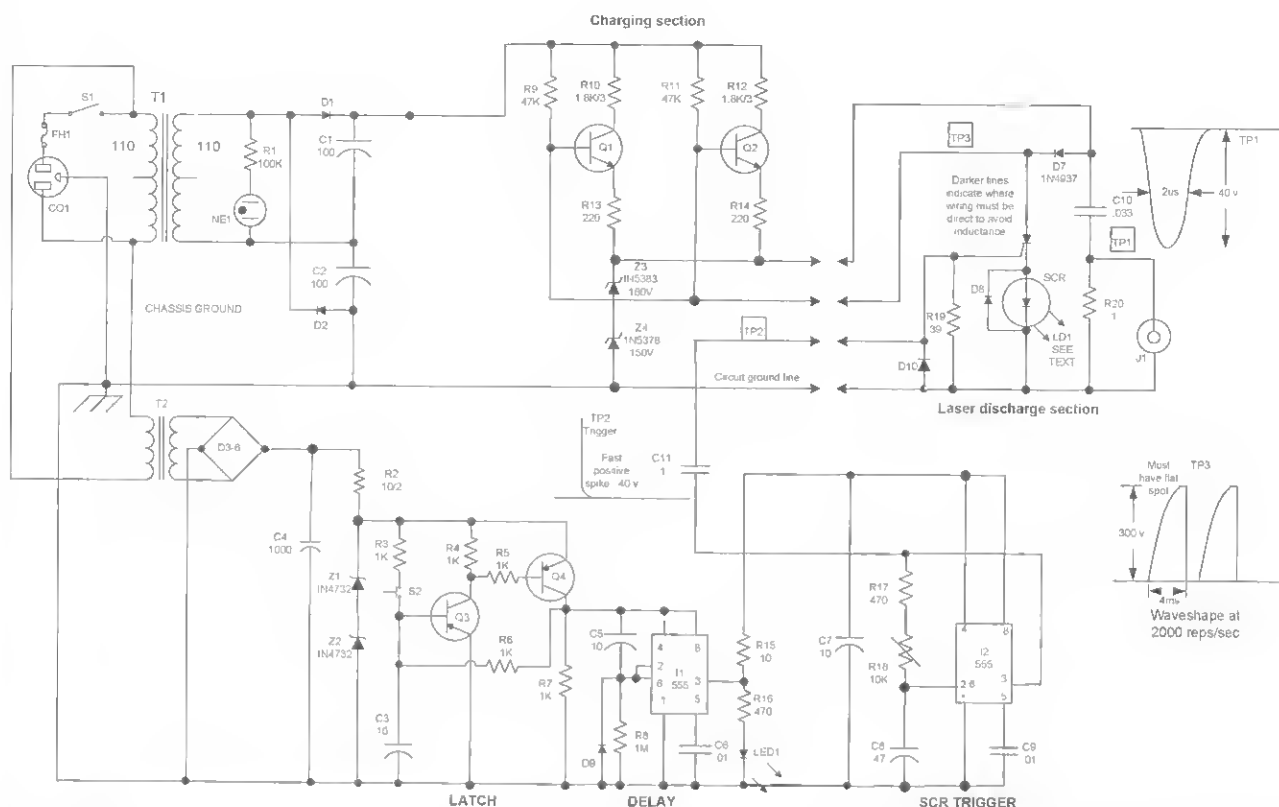 Charging section
S1
T1
FH1
110
110
CO1
D1
R1
100K
NE1
C1
100
C2
100
D2
CHASSIS GROUND
R9
47K
R10
1.8K/3
R11
47K
R12
1.8K/3
Q1
Q2
R13
220
R14
220
Z3
1N5383
Z4
1N5378
150V
TP3
D7
1N4937
Darker lines
indicate where
wiring must be
direct to avoid
inductance
C10
.033
TP1
TP1
2us
40 v
SCR
D8
R19
39
LD1
SEE
TEXT
R20
1
J1
TP2
D10
Circuit ground line
Laser discharge section
T2
D3-6
R2
10/2
C4
1000
TP2
Trigger
Fast
positive
spike 40 v
C11
1
Must
have flat
spot
TP3
300 v
Waveshape at
2000 reps/sec
R3
1K
R4
1K
R5
1K
Q4
Z1
IN4732
Z2
IN4732
S2
Q3
R6
1K
R7
1K
C3
10
C5
10
4
8
2
6
1
3
5
I1
555
R8
1M
D9
C6
01
R15
10
R16
470
LED1
C7
10
R17
470
R18
10K
C8
47
4
8
2 6
3
5
I2
555
C9
01
LATCH
DELAY
SCR TRIGGER